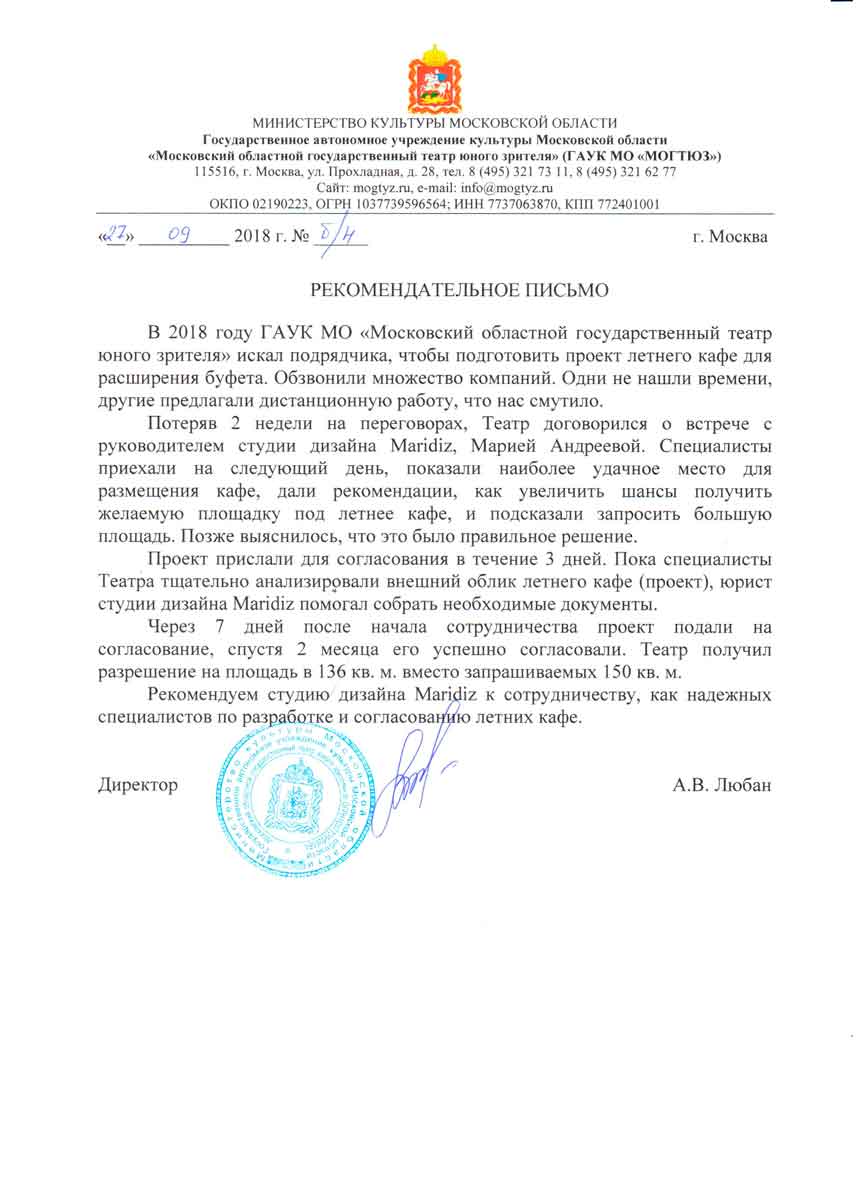 МИНИСТЕРСТВО КУЛЬТУРЫ МОСКОВСКОЙ ОБЛАСТИ
Государственное автономное учреждение культуры Московской области
«Московский областной государственный театр юного зрителя» (ГАУК МО «МОГТЮЗ»)
115516, г. Москва, ул. Прохладная, д. 28, тел. 8 (495) 321 73 11, 8 (495) 321 62 77
Сайт: mogtyz.ru, e-mail: info@mogtyz.ru
ОКПО 02190223, ОГРН 1037739596564; ИНН 7737063870, КПП 772401001
«27» 09 2018 г. № б/н г. Москва
РЕКОМЕНДАТЕЛЬНОЕ ПИСЬМО
В 2018 году ГАУК МО «Московский областной государственный театр
юного зрителя» искал подрядчика, чтобы подготовить проект летнего кафе для
расширения буфета. Обзвонили множество компаний. Одни не нашли времени,
другие предлагали дистанционную работу, что нас смутило.
Потеряв 2 недели на переговорах, Театр договорился о встрече с
руководителем студии дизайна Maridiz, Марией Андреевой. Специалисты
приехали на следующий день, показали наиболее удачное место для
размещения кафе, дали рекомендации, как увеличить шансы получить
желаемую площадку под летнее кафе, и подсказали запросить большую
площадь. Позже выяснилось, что это было правильное решение.
Проект прислали для согласования в течение 3 дней. Пока специалисты
Театра тщательно анализировали внешний облик летнего кафе (проект), юрист
студии дизайна Maridiz помогал собрать необходимые документы.
Через 7 дней после начала сотрудничества проект подали на
согласование, спустя 2 месяца его успешно согласовали. Театр получил
разрешение на площадь в 136 кв. м. вместо запрашиваемых 150 кв. м.
Рекомендуем студию дизайна Maridiz к сотрудничеству, как надежных
специалистов по разработке и согласованию летних кафе.
Директор А.В. Любан
Министерство культуры Московской области